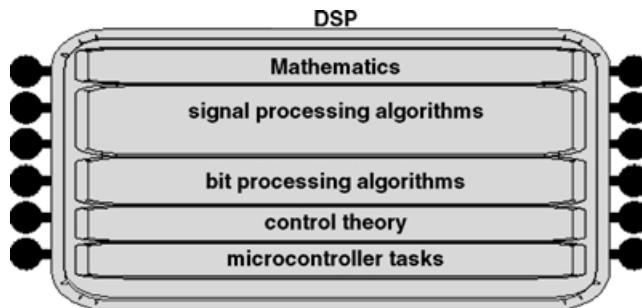 DSP
Mathematics
signal processing algorithms
bit processing algorithms
control theory
microcontroller tasks